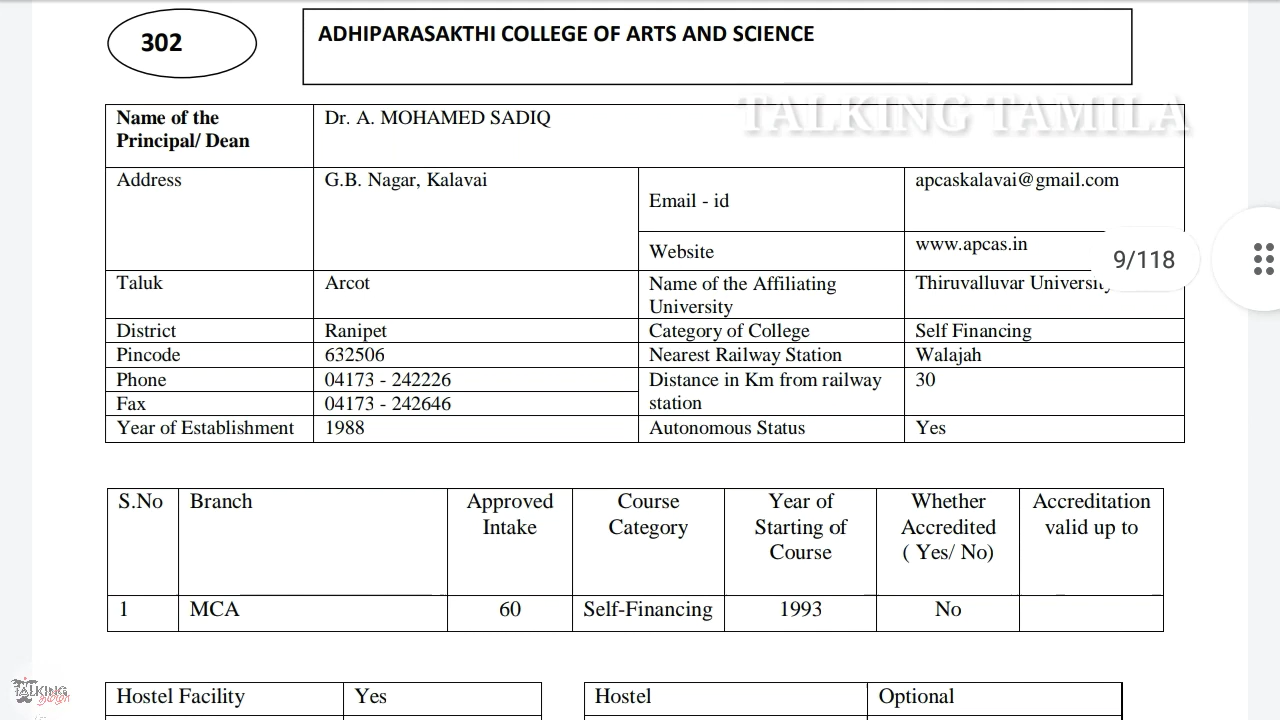 302
ADHIPARASAKTHI COLLEGE OF ARTS AND SCIENCE
TALKING TAMILA
Name of the Principal/ Dean
Dr. A. MOHAMED SADIQ
Address
G.B. Nagar, Kalavai
Email - id
apcaskalavai@gmail.com
Website
www.apcas.in
9/118
Taluk
Arcot
Name of the Affiliating University
Thiruvalluvar University
District
Ranipet
Category of College
Self Financing
Pincode
632506
Nearest Railway Station
Walajah
Phone
04173 - 242226
Distance in Km from railway station
30
Fax
04173 - 242646
Year of Establishment
1988
Autonomous Status
Yes
S.No
Branch
Approved Intake
Course Category
Year of Starting of Course
Whether Accredited ( Yes/ No)
Accreditation valid up to
1
MCA
60
Self-Financing
1993
No
Hostel Facility
Yes
Hostel
Optional
TALKING